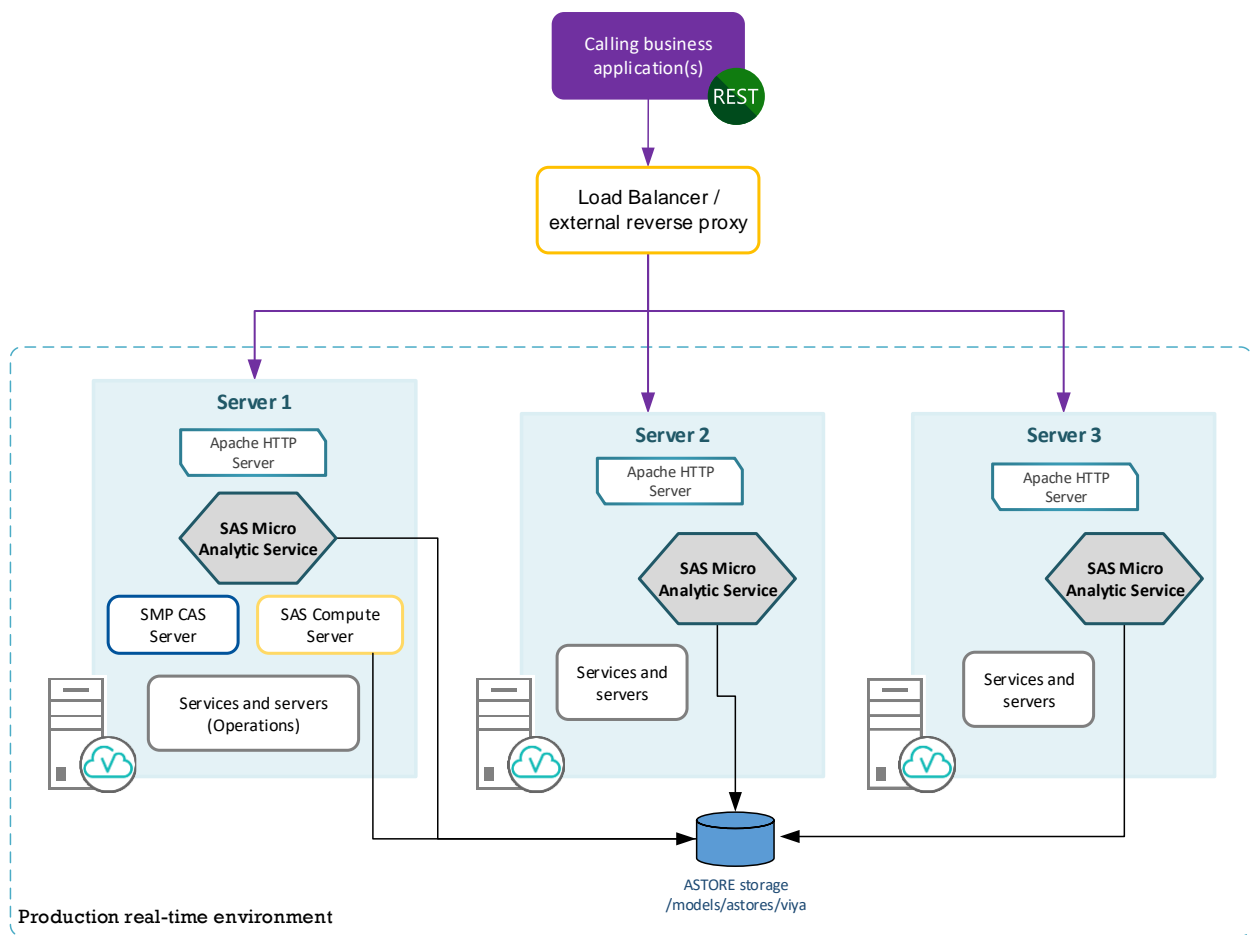 Calling business
application(s)
REST
Load Balancer /
external reverse proxy
Server 1
Apache HTTP
Server
SAS Micro
Analytic Service
SMP CAS
Server
SAS Compute
Server
Services and servers
(Operations)
Server 2
Apache HTTP
Server
SAS Micro
Analytic Service
Services and
servers
Server 3
Apache HTTP
Server
SAS Micro
Analytic Service
Services and
servers
ASTORE storage
/models/astores/viya
Production real-time environment